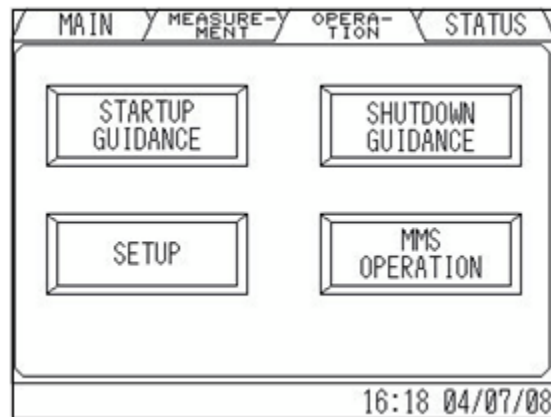 MAIN
MEASURE-
MENT
OPERA-
TION
STATUS
STARTUP
GUIDANCE
SHUTDOWN
GUIDANCE
SETUP
MMS
OPERATION
16:18 04/07/08